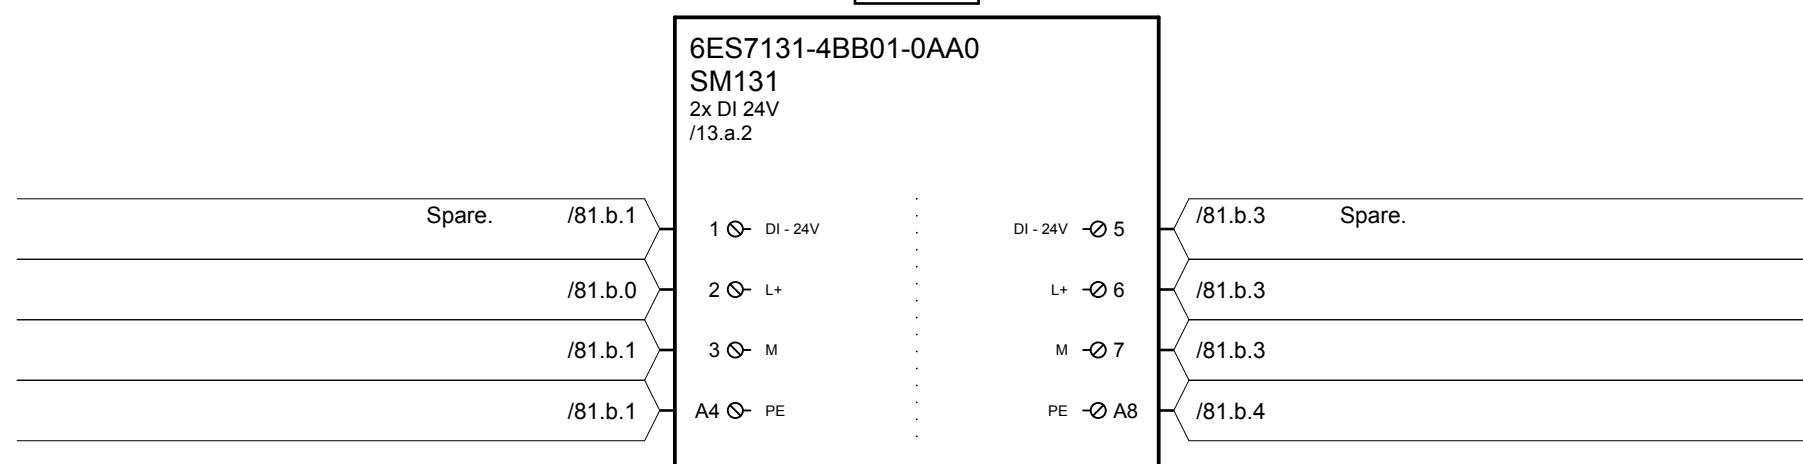 6ES7131-4BB01-0AA0
SM131
2x DI 24V
/13.a.2
Spare. /81.b.1 1 DI - 24V DI - 24V 5 /81.b.3 Spare.
/81.b.0 2 L+ L+ 6 /81.b.3
/81.b.1 3 M M 7 /81.b.3
/81.b.1 A4 PE PE A8 /81.b.4